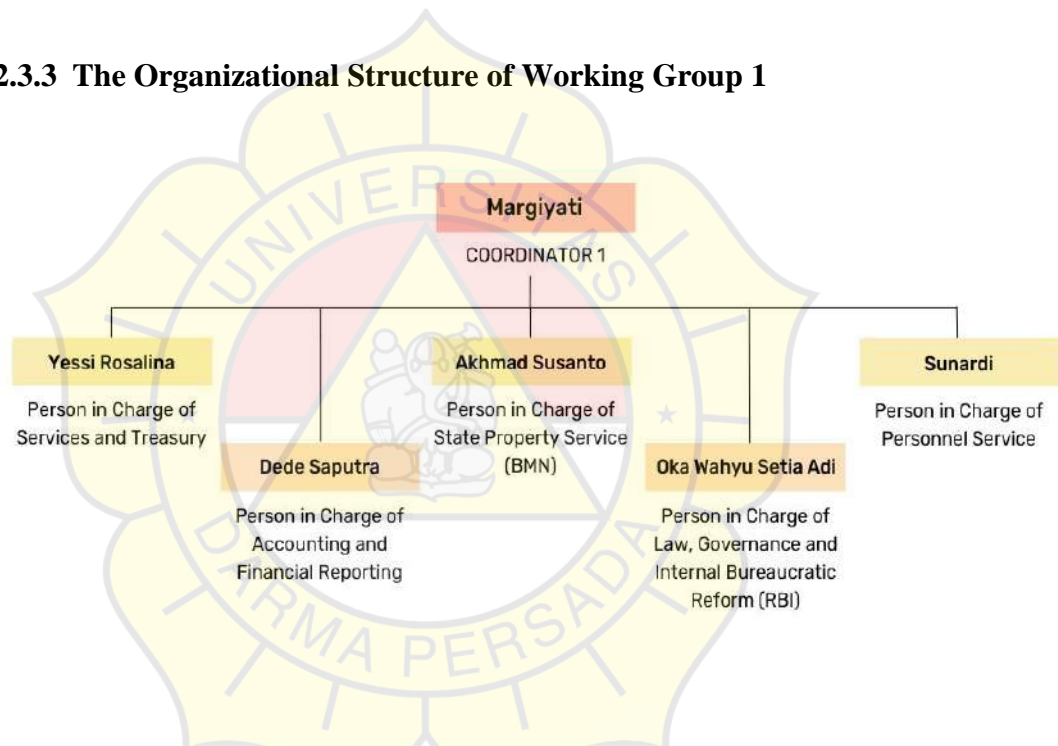 2.3.3 The Organizational Structure of Working Group 1
UNIVERSITAS
Margiyati
COORDINATOR 1
Yessi Rosalina
Person in Charge of
Services and Treasury
Dede Saputra
Person in Charge of
Accounting and
Financial Reporting
Akhmad Susanto
Person in Charge of
State Property Service
(BMN)
Oka Wahyu Setia Adi
Person in Charge of
Law, Governance and
Internal Bureaucratic
Reform (RBI)
Sunardi
Person in Charge of
Personnel Service
DARMA PERSADA